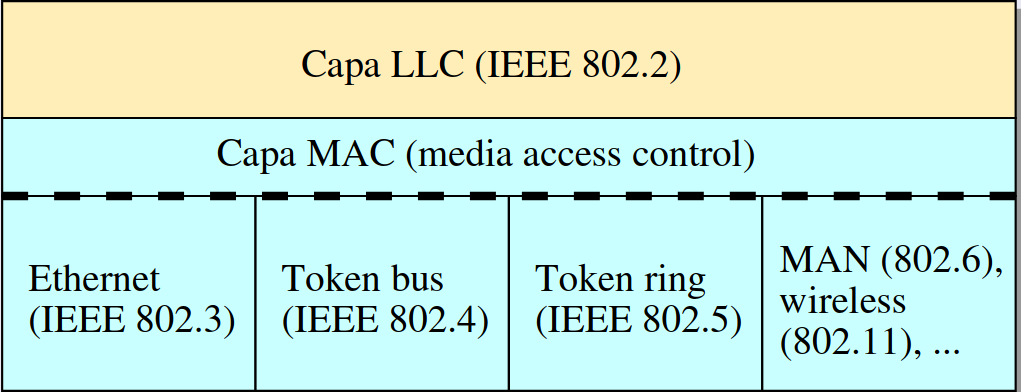 Capa LLC (IEEE 802.2)
Capa MAC (media access control)
Ethernet
(IEEE 802.3)
Token bus
(IEEE 802.4)
Token ring
(IEEE 802.5)
MAN (802.6),
wireless
(802.11), ...